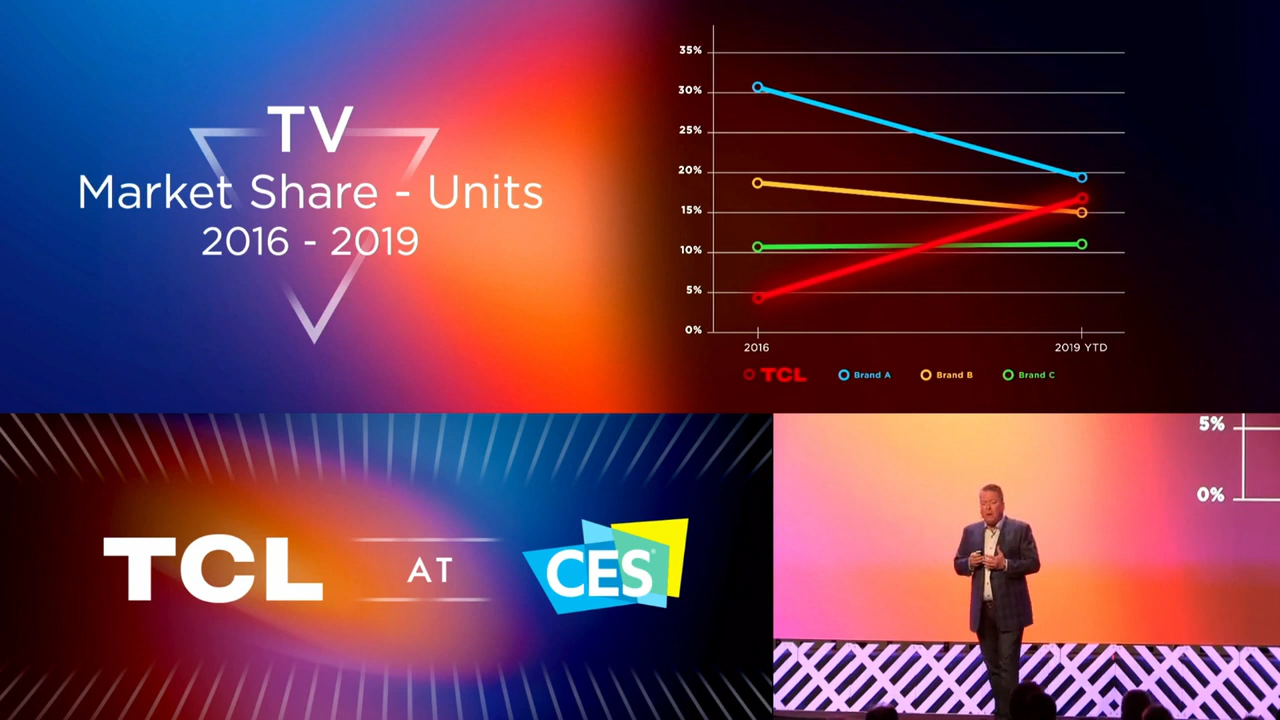 TV
Market Share - Units
2016 - 2019
35%
30%
25%
20%
15%
10%
5%
0%
2016
2019 YTD
TCL
Brand A
Brand B
Brand C
TCL
AT
CES®
5%
0%